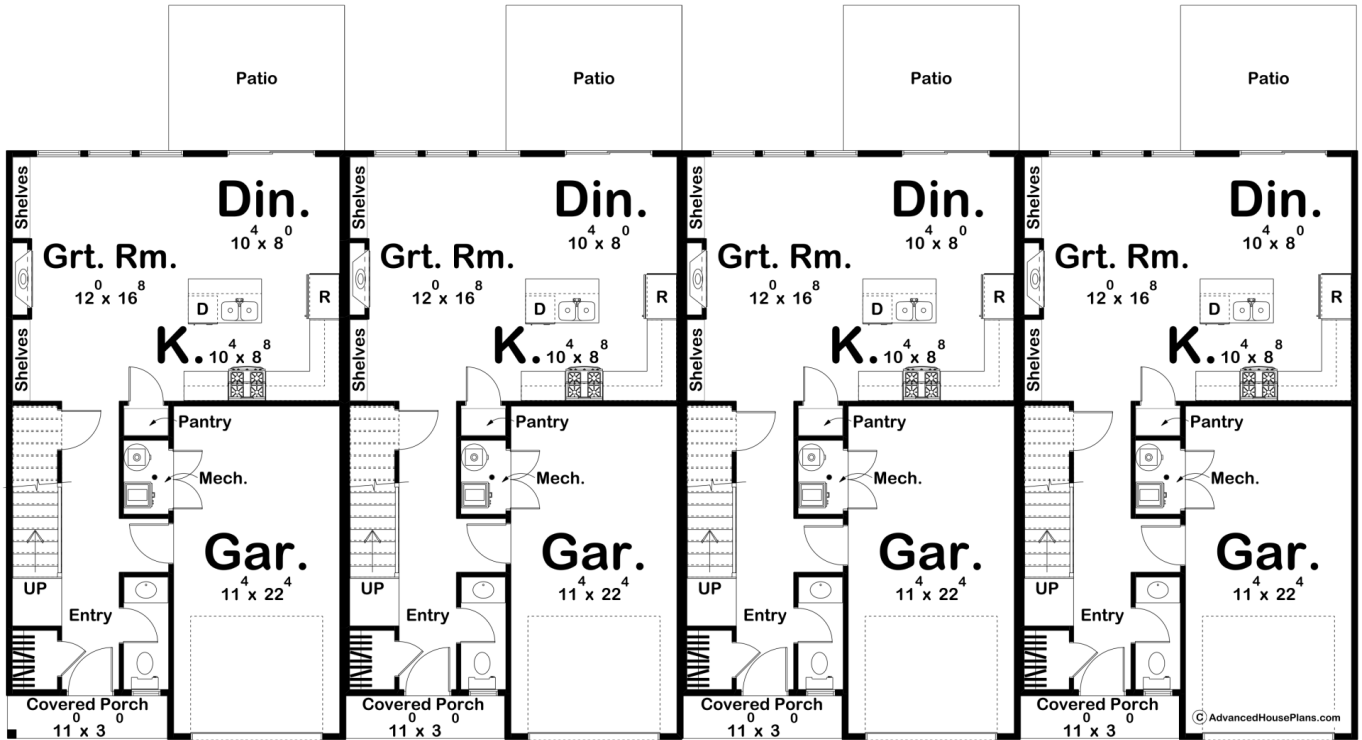 Patio Patio Patio Patio
Shelves Shelves Shelves Shelves
Din. Din. Din. Din.
10⁴ x 8⁰ 10⁴ x 8⁰ 10⁴ x 8⁰ 10⁴ x 8⁰
Grt. Rm. Grt. Rm. Grt. Rm. Grt. Rm.
12⁰ x 16⁸ 12⁰ x 16⁸ 12⁰ x 16⁸ 12⁰ x 16⁸
D R D R D R D R
Shelves Shelves Shelves Shelves
K. 10⁴ x 8⁸ K. 10⁴ x 8⁸ K. 10⁴ x 8⁸ K. 10⁴ x 8⁸
Pantry Pantry Pantry Pantry
Mech. Mech. Mech. Mech.
Gar. Gar. Gar. Gar.
11⁴ x 22⁴ 11⁴ x 22⁴ 11⁴ x 22⁴ 11⁴ x 22⁴
UP UP UP UP
Entry Entry Entry Entry
Covered Porch Covered Porch Covered Porch Covered Porch
11⁰ x 3⁰ 11⁰ x 3⁰ 11⁰ x 3⁰ 11⁰ x 3⁰
© AdvancedHousePlans.com